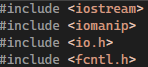 #include <iostream>
#include <iomanip>
#include <io.h>
#include <fcntl.h>